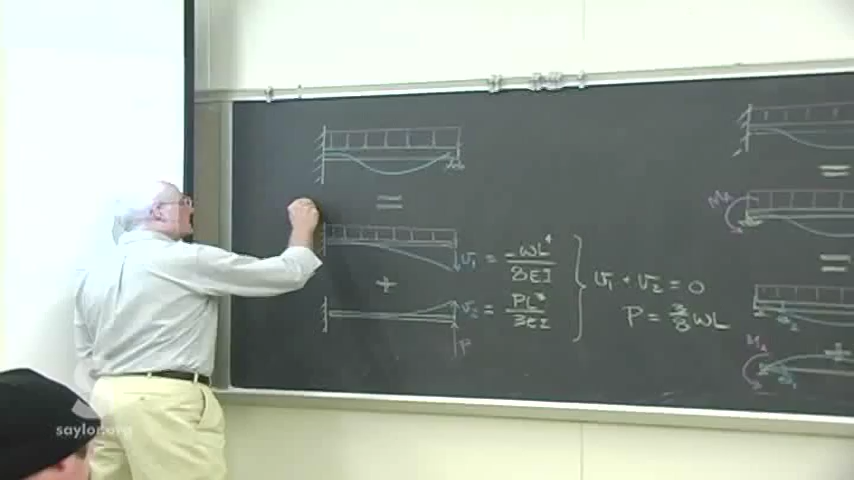 =
v₁ = -wL⁴
8EI
+
v₂ = PL³
3EI
P
v₁ + v₂ = 0
P = 3/8 wL
=
M
=
+
M
saylor.org